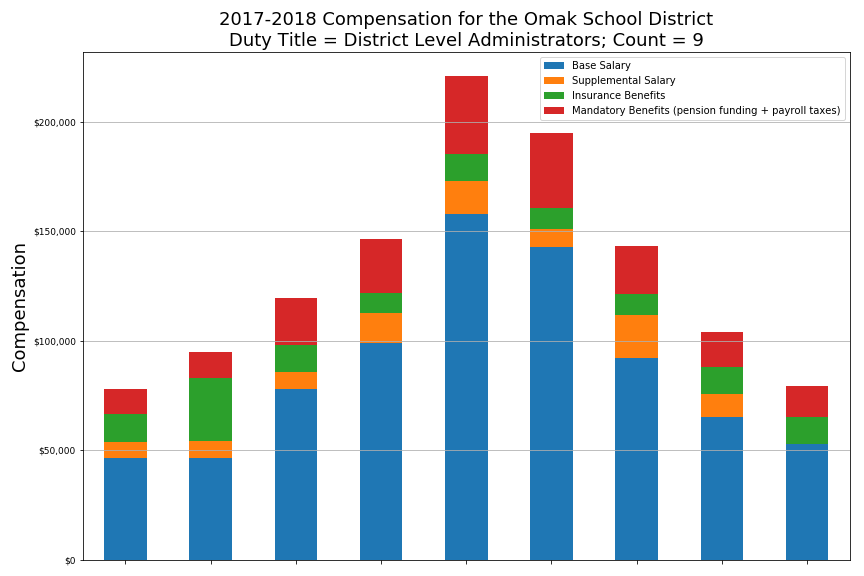 2017-2018 Compensation for the Omak School District
Duty Title = District Level Administrators; Count = 9
Base Salary
Supplemental Salary
Insurance Benefits
Mandatory Benefits (pension funding + payroll taxes)
$200,000
$150,000
$100,000
$50,000
$0
Compensation